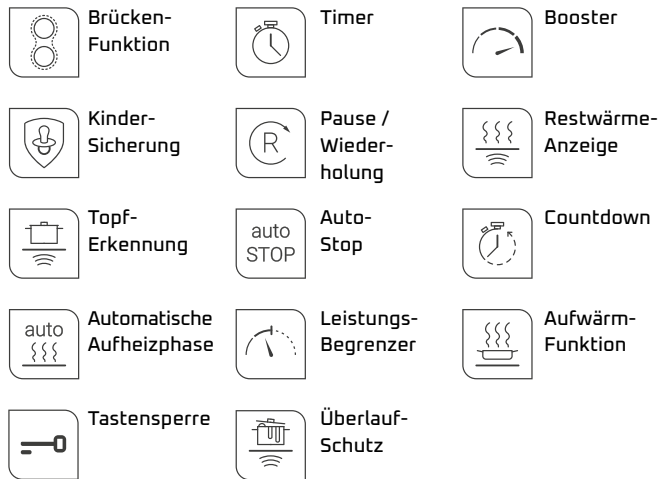 Brücken-
Funktion
Timer
Booster
Kinder-
Sicherung
R
Pause /
Wieder-
holung
Restwärme-
Anzeige
Topf-
Erkennung
auto
STOP
Auto-
Stop
Countdown
auto
Automatische
Aufheizphase
Leistungs-
Begrenzer
Aufwärm-
Funktion
Tastensperre
Überlauf-
Schutz